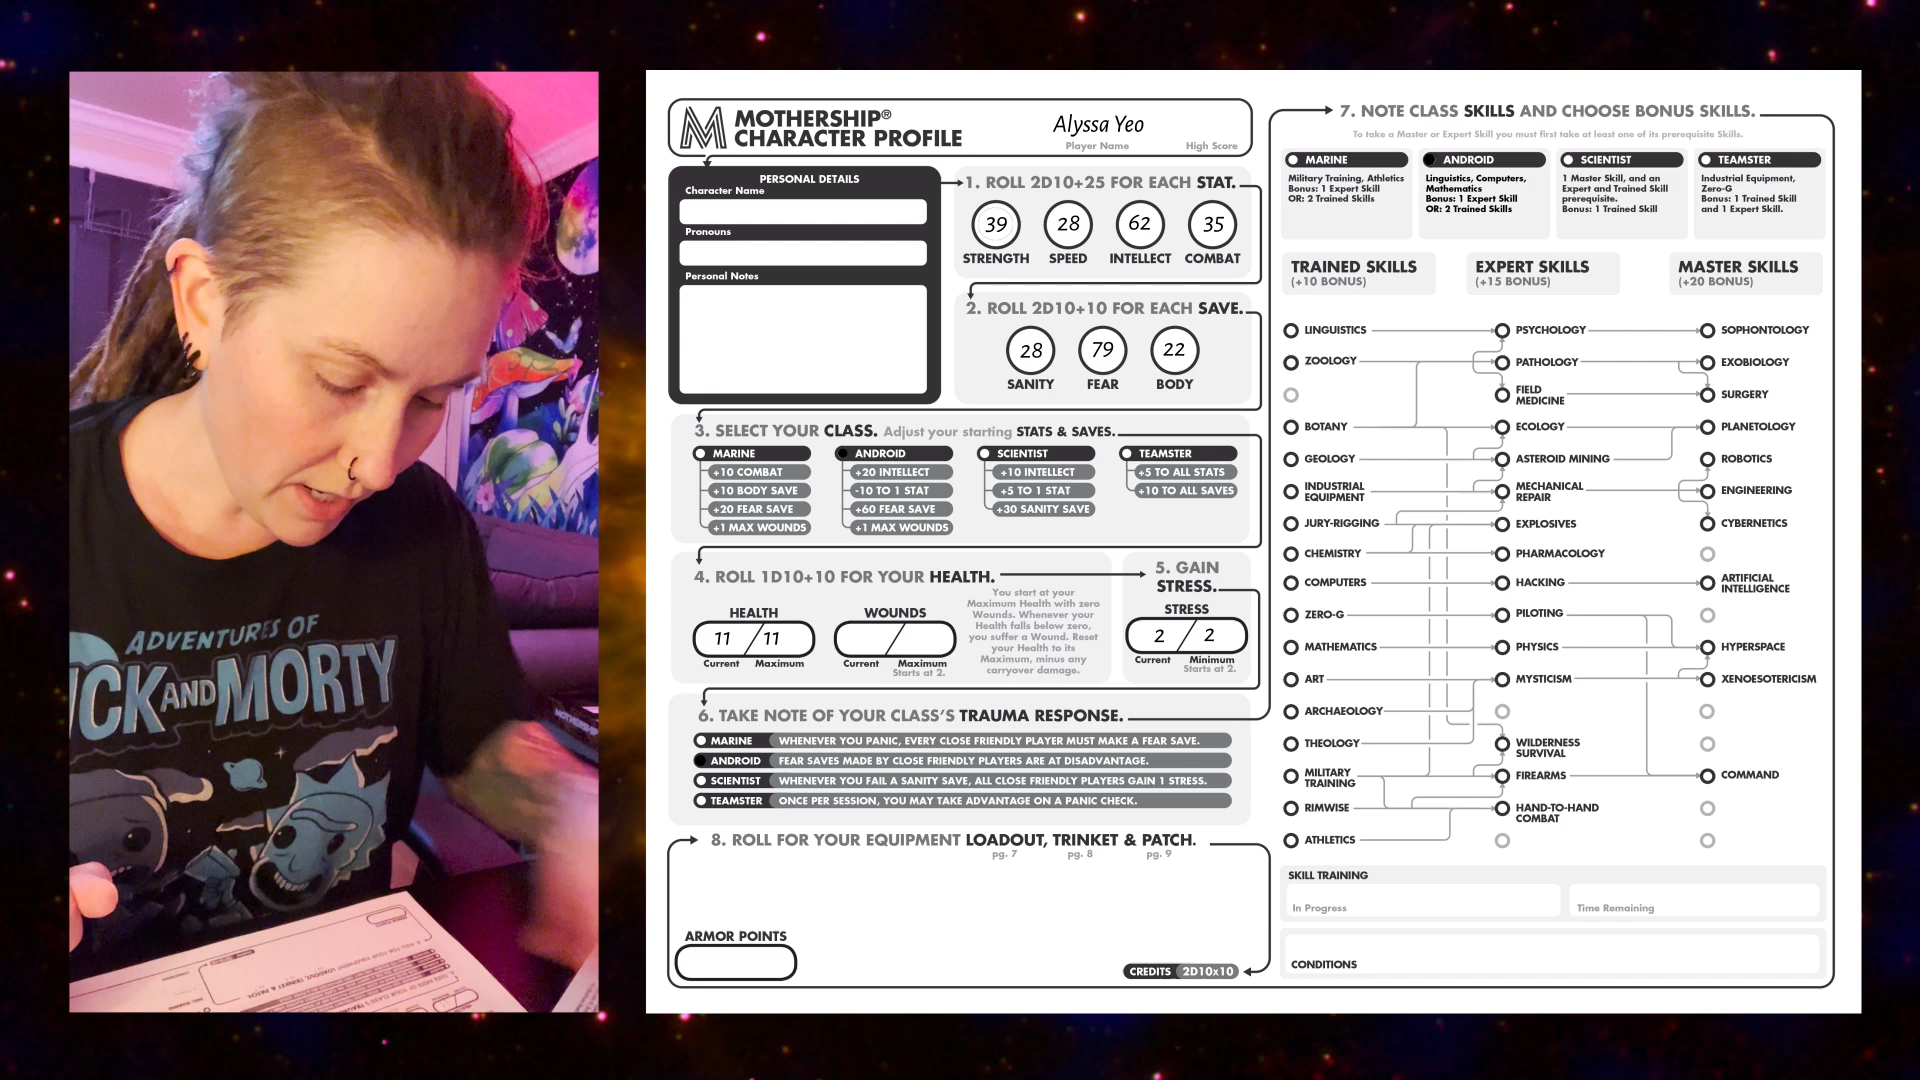 ADVENTURES OF
ICK AND MORTY
MOTHERSHIP®
CHARACTER PROFILE
Alyssa Yeo
Player Name
High Score
PERSONAL DETAILS
Character Name
Pronouns
Personal Notes
1. ROLL 2D10+25 FOR EACH STAT.
39 28 62 35
STRENGTH SPEED INTELLECT COMBAT
2. ROLL 2D10+10 FOR EACH SAVE.
28 79 22
SANITY FEAR BODY
3. SELECT YOUR CLASS. Adjust your starting STATS & SAVES.
MARINE
+10 COMBAT
+10 BODY SAVE
+20 FEAR SAVE
+1 MAX WOUNDS
ANDROID
+20 INTELLECT
-10 TO 1 STAT
+60 FEAR SAVE
+1 MAX WOUNDS
SCIENTIST
+10 INTELLECT
+5 TO 1 STAT
+30 SANITY SAVE
TEAMSTER
+5 TO ALL STATS
+10 TO ALL SAVES
4. ROLL 1D10+10 FOR YOUR HEALTH.
HEALTH
11 / 11
Current Maximum
WOUNDS
/
Current Maximum
Starts at 2.
You start at your
Maximum Health with zero
Wounds. Whenever your
Health falls below zero,
you suffer a Wound. Reset
your Health to its
Maximum, minus any
carryover damage.
5. GAIN
STRESS.
STRESS
2 / 2
Current Minimum
Starts at 2.
6. TAKE NOTE OF YOUR CLASS'S TRAUMA RESPONSE.
MARINE WHENEVER YOU PANIC, EVERY CLOSE FRIENDLY PLAYER MUST MAKE A FEAR SAVE.
ANDROID FEAR SAVES MADE BY CLOSE FRIENDLY PLAYERS ARE AT DISADVANTAGE.
SCIENTIST WHENEVER YOU FAIL A SANITY SAVE, ALL CLOSE FRIENDLY PLAYERS GAIN 1 STRESS.
TEAMSTER ONCE PER SESSION, YOU MAY TAKE ADVANTAGE ON A PANIC CHECK.
8. ROLL FOR YOUR EQUIPMENT LOADOUT, TRINKET & PATCH.
pg. 7 pg. 8 pg. 9
ARMOR POINTS
CREDITS 2D10x10
7. NOTE CLASS SKILLS AND CHOOSE BONUS SKILLS.
To take a Master or Expert Skill you must first take at least one of its prerequisite Skills.
MARINE
Military Training, Athletics
Bonus: 1 Expert Skill
OR: 2 Trained Skills
ANDROID
Linguistics, Computers,
Mathematics
Bonus: 1 Expert Skill
OR: 2 Trained Skills
SCIENTIST
1 Master Skill, and an
Expert and Trained Skill
prerequisite.
Bonus: 1 Trained Skill
TEAMSTER
Industrial Equipment,
Zero-G
Bonus: 1 Trained Skill
and 1 Expert Skill.
TRAINED SKILLS
(+10 BONUS)
LINGUISTICS
ZOOLOGY
BOTANY
GEOLOGY
INDUSTRIAL
EQUIPMENT
JURY-RIGGING
CHEMISTRY
COMPUTERS
ZERO-G
MATHEMATICS
ART
ARCHAEOLOGY
THEOLOGY
MILITARY
TRAINING
RIMWISE
ATHLETICS
EXPERT SKILLS
(+15 BONUS)
PSYCHOLOGY
PATHOLOGY
FIELD
MEDICINE
ECOLOGY
ASTEROID MINING
MECHANICAL
REPAIR
EXPLOSIVES
PHARMACOLOGY
HACKING
PILOTING
PHYSICS
MYSTICISM
WILDERNESS
SURVIVAL
FIREARMS
HAND-TO-HAND
COMBAT
MASTER SKILLS
(+20 BONUS)
SOPHONTOLOGY
EXOBIOLOGY
SURGERY
PLANETOLOGY
ROBOTICS
ENGINEERING
CYBERNETICS
ARTIFICIAL
INTELLIGENCE
HYPERSPACE
XENOESOTERICISM
COMMAND
SKILL TRAINING
In Progress
Time Remaining
CONDITIONS